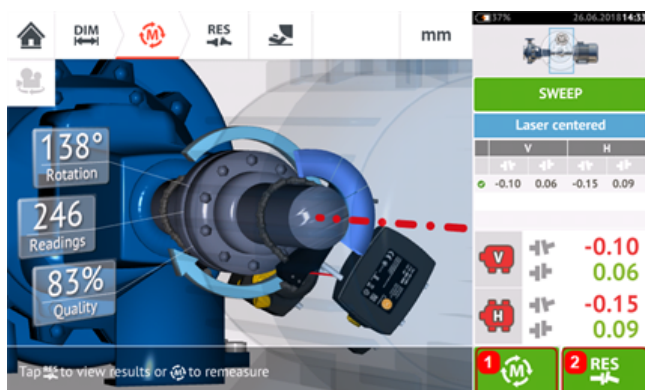 DIM
M
RES
mm
37%
26.06.2018 14:33
SWEEP
Laser centered
V
H
-0.10 0.06 -0.15 0.09
138°
Rotation
246
Readings
83%
Quality
V
-0.10
0.06
H
-0.15
0.09
Tap to view results or M to remeasure
1 M
2 RES